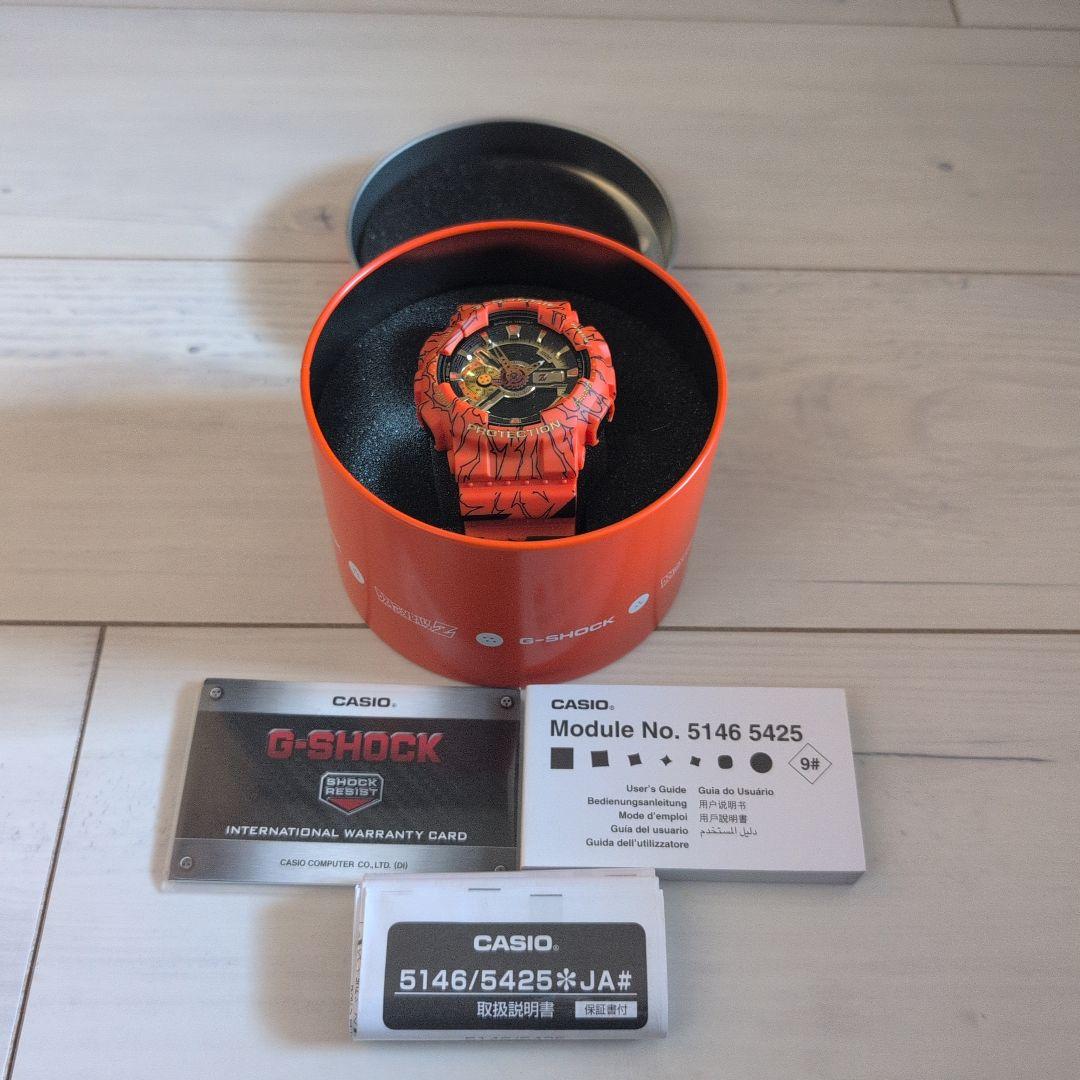 PROTECTION
Z
G-SHOCK
CASIO
G-SHOCK
SHOCK
RESIST
INTERNATIONAL WARRANTY CARD
CASIO COMPUTER CO.,LTD. (DI)
CASIO
Module No. 5146 5425
9#
User's Guide
Bedienungsanleitung
Mode d'emploi
Guía del usuario
Guida dell'utilizzatore
Guia do Usuário
用户说明书
用戶說明書
دليل المستخدم
CASIO
5146/5425✻JA#
取扱説明書 保証書付